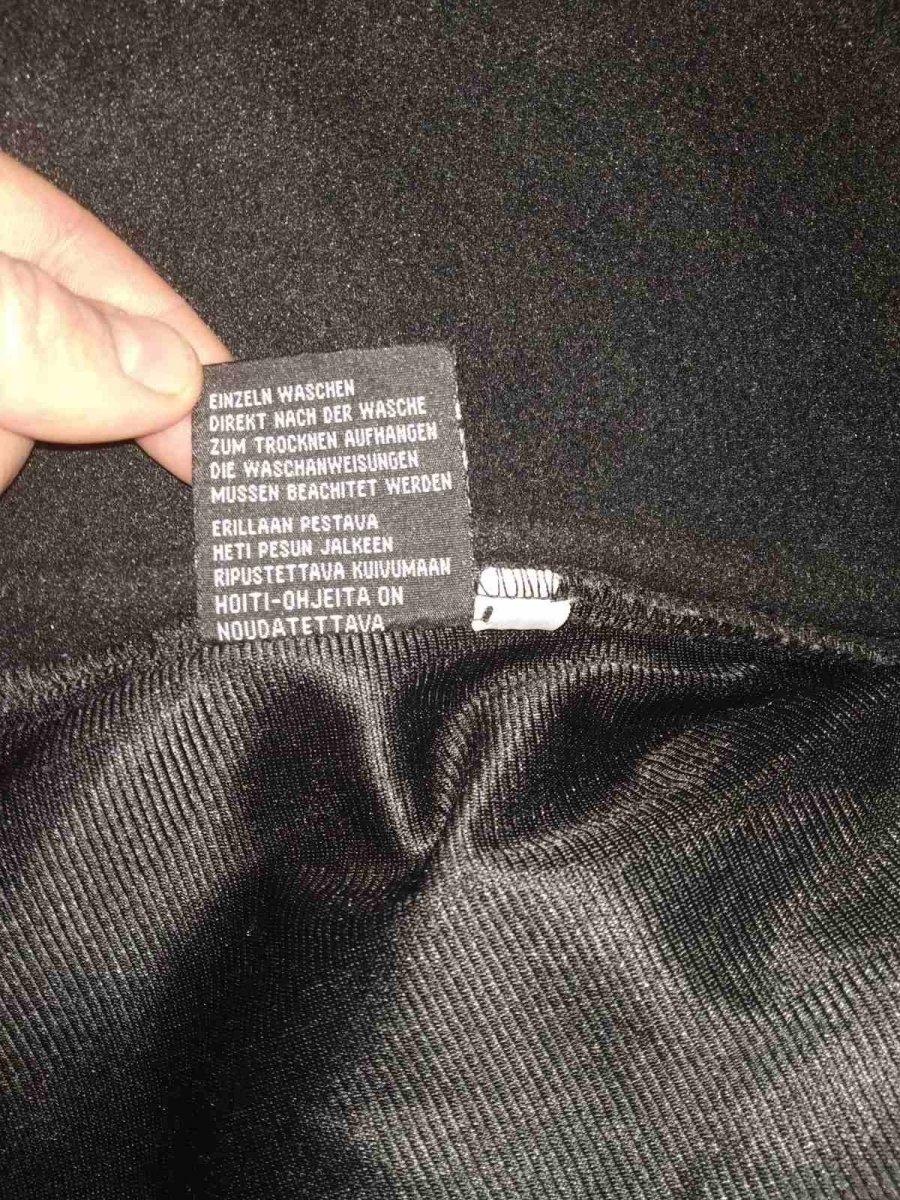 EINZELN WASCHEN
DIREKT NACH DER WASCHE
ZUM TROCKNEN AUFHANGEN
DIE WASCHANWEISUNGEN
MUSSEN BEACHITET WERDEN
ERILLAAN PESTAVA
HETI PESUN JALKEEN
RIPUSTETTAVA KUIVUMAAN
HOITI-OHJEITA ON
NOUDATETTAVA